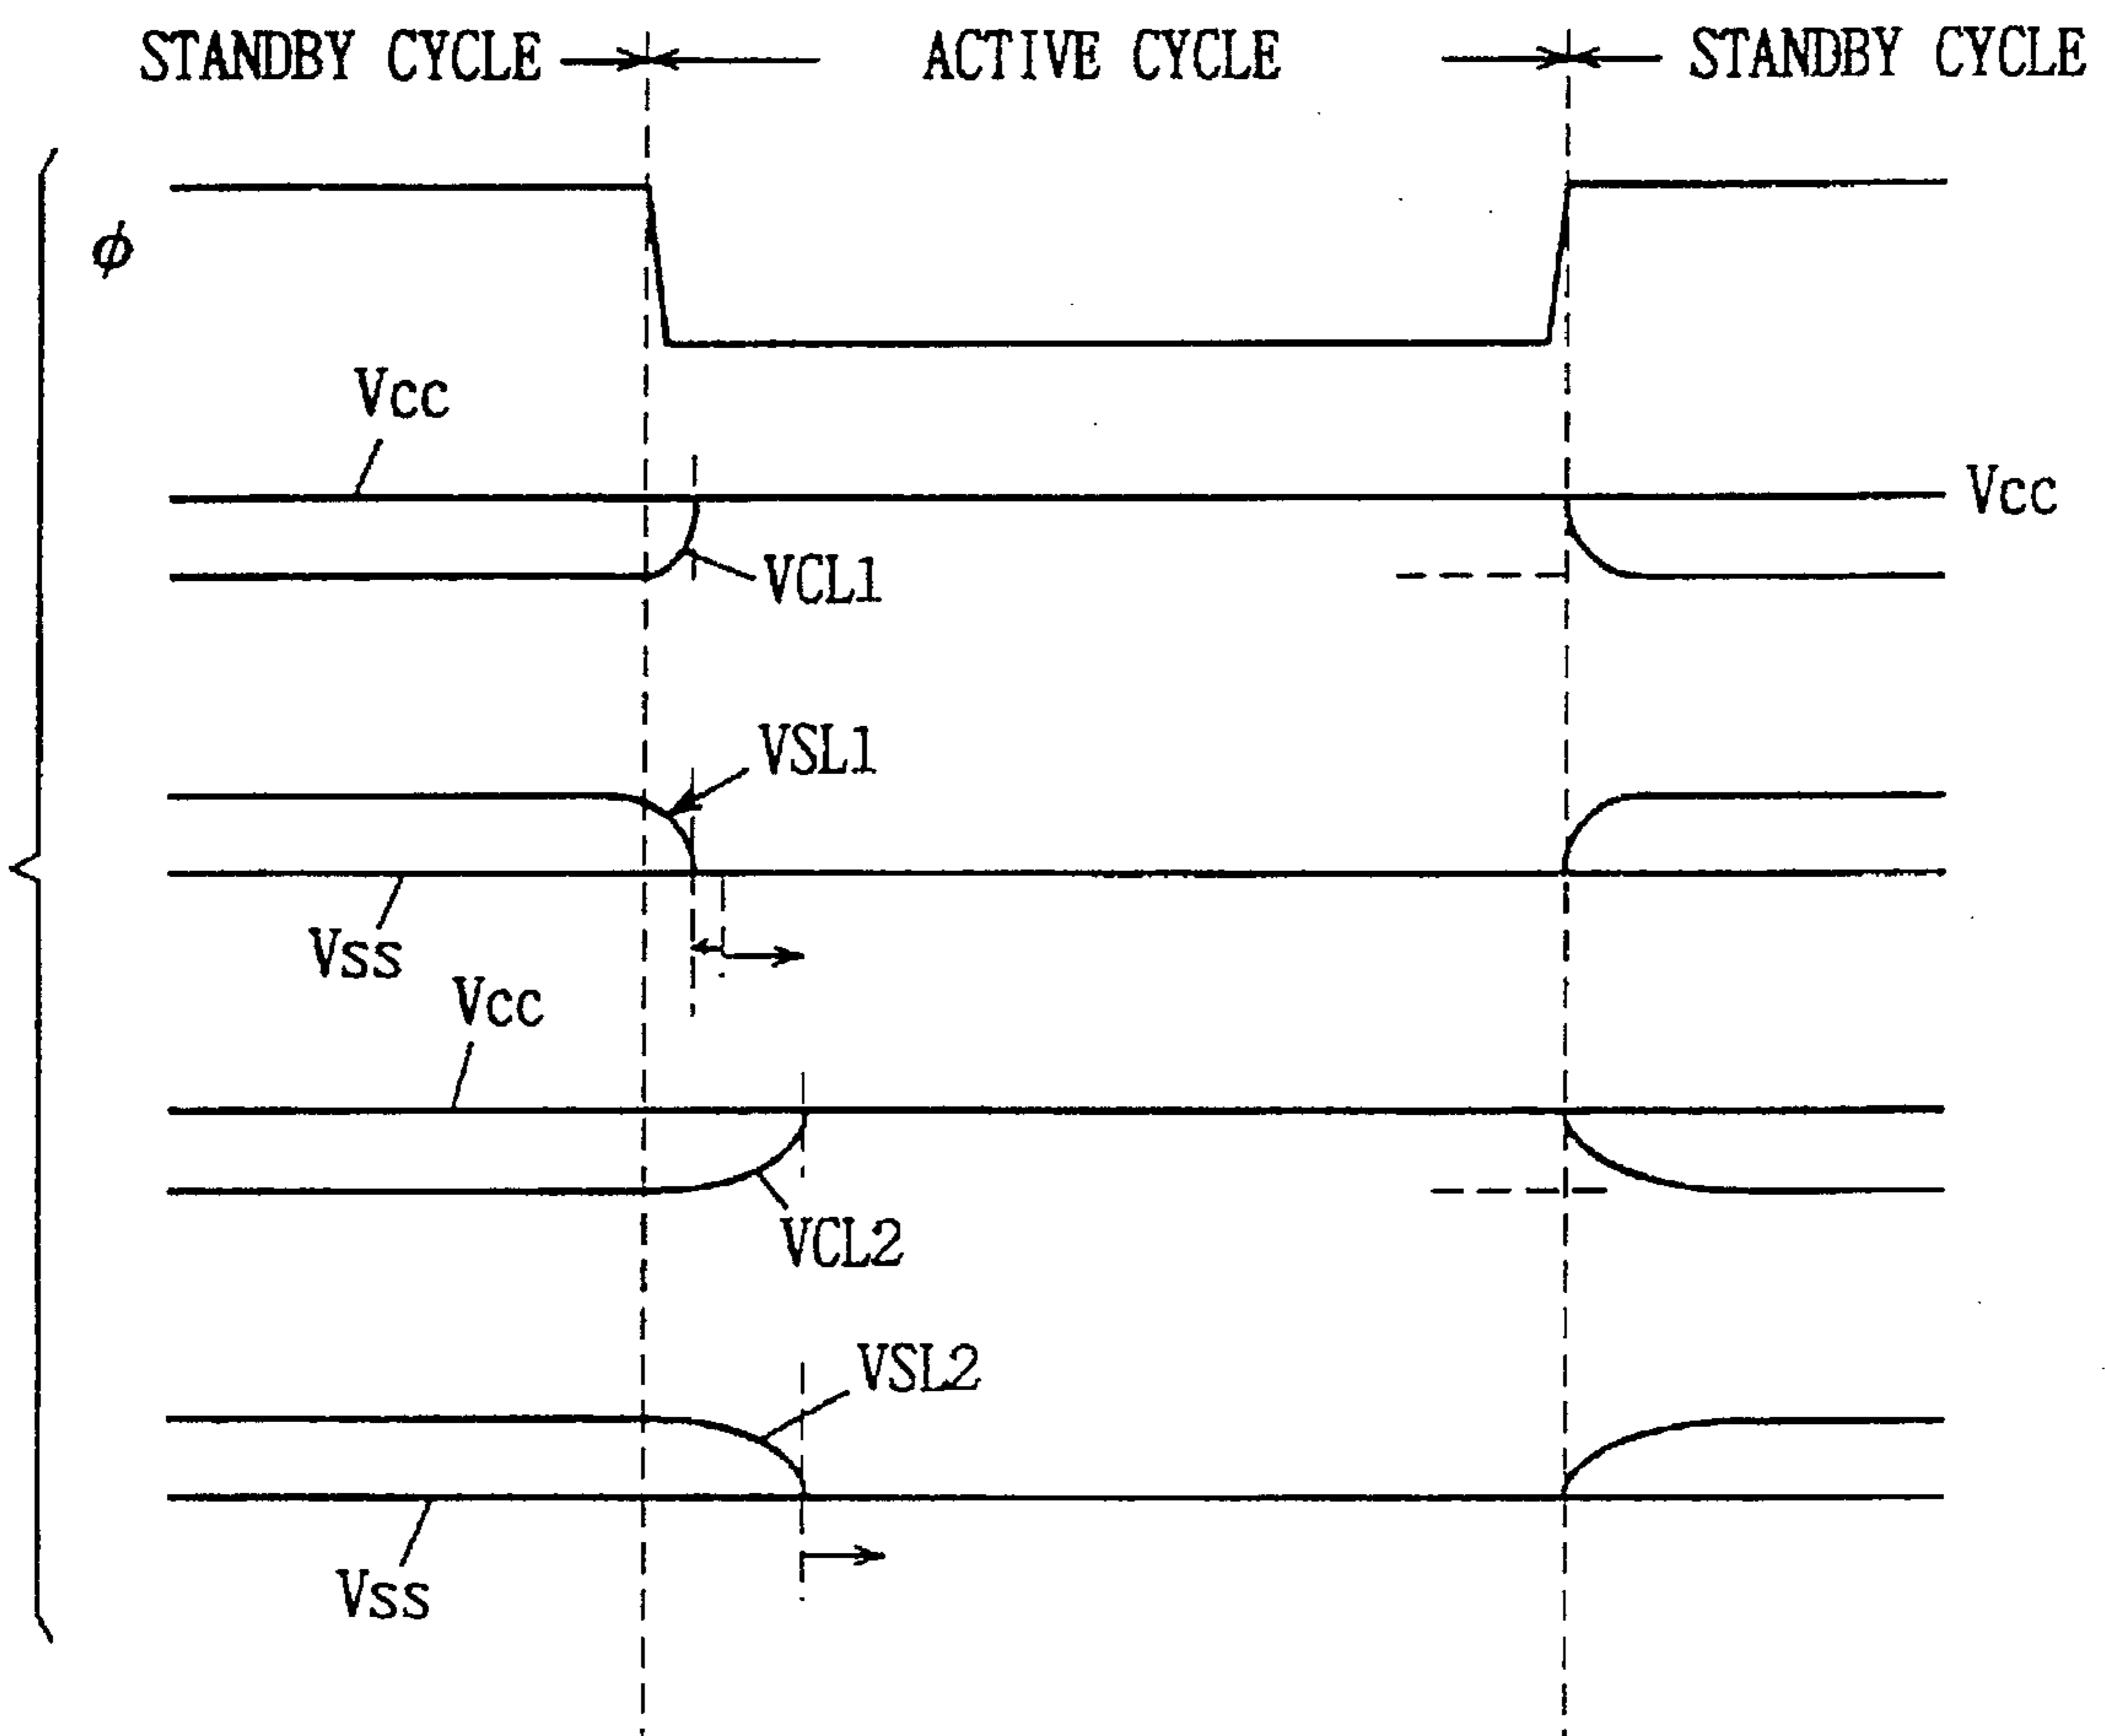 STANDBY CYCLE ACTIVE CYCLE STANDBY CYCLE
ϕ
Vcc
Vcc
VCL1
VSL1
Vss
Vcc
VCL2
VSL2
Vss